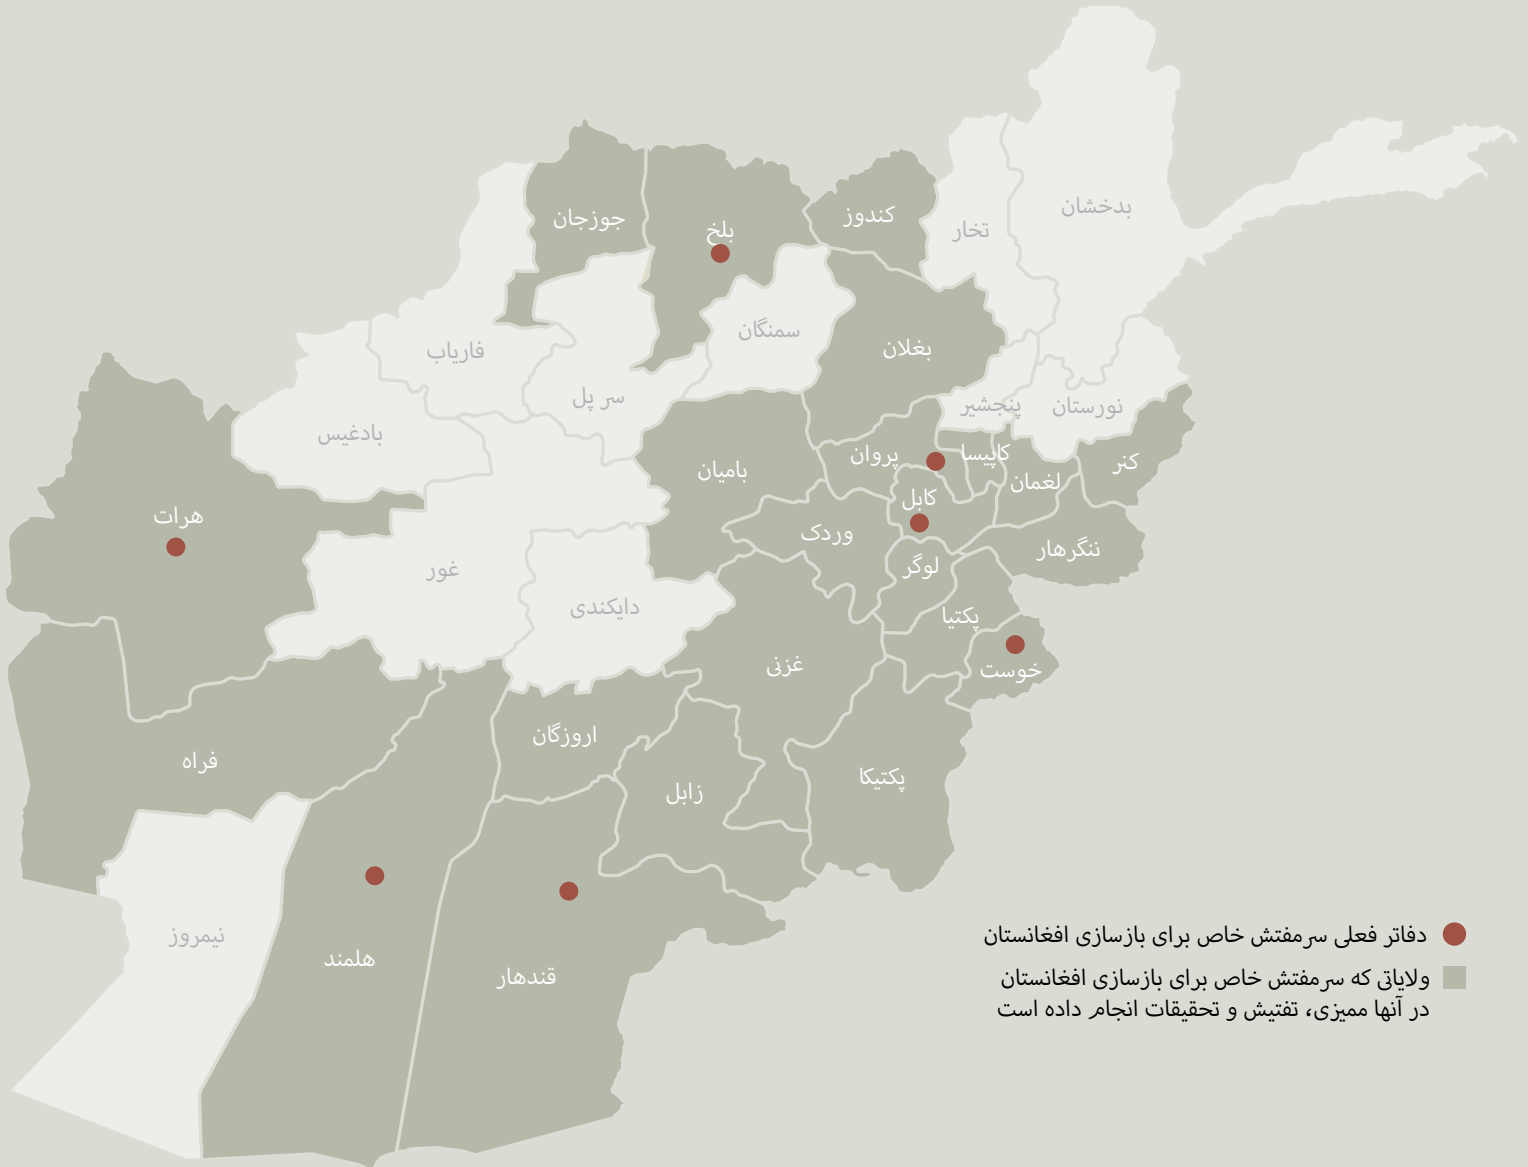 بدخشان
تخار
کندوز
بلخ
جوزجان
سمنگان
بغلان
فاریاب
سر پل
پنجشیر
نورستان
بادغیس
بامیان
پروان
کاپیسا
لغمان
کنر
کابل
هرات
وردک
ننگرهار
لوگر
غور
دایکندی
پکتیا
غزنی
خوست
اروزگان
فراه
زابل
پکتیکا
نیمروز
هلمند
قندهار
دفاتر فعلی سرمفتش خاص برای بازسازی افغانستان
ولایاتی که سرمفتش خاص برای بازسازی افغانستان
در آنها ممیزی، تفتیش و تحقیقات انجام داده است